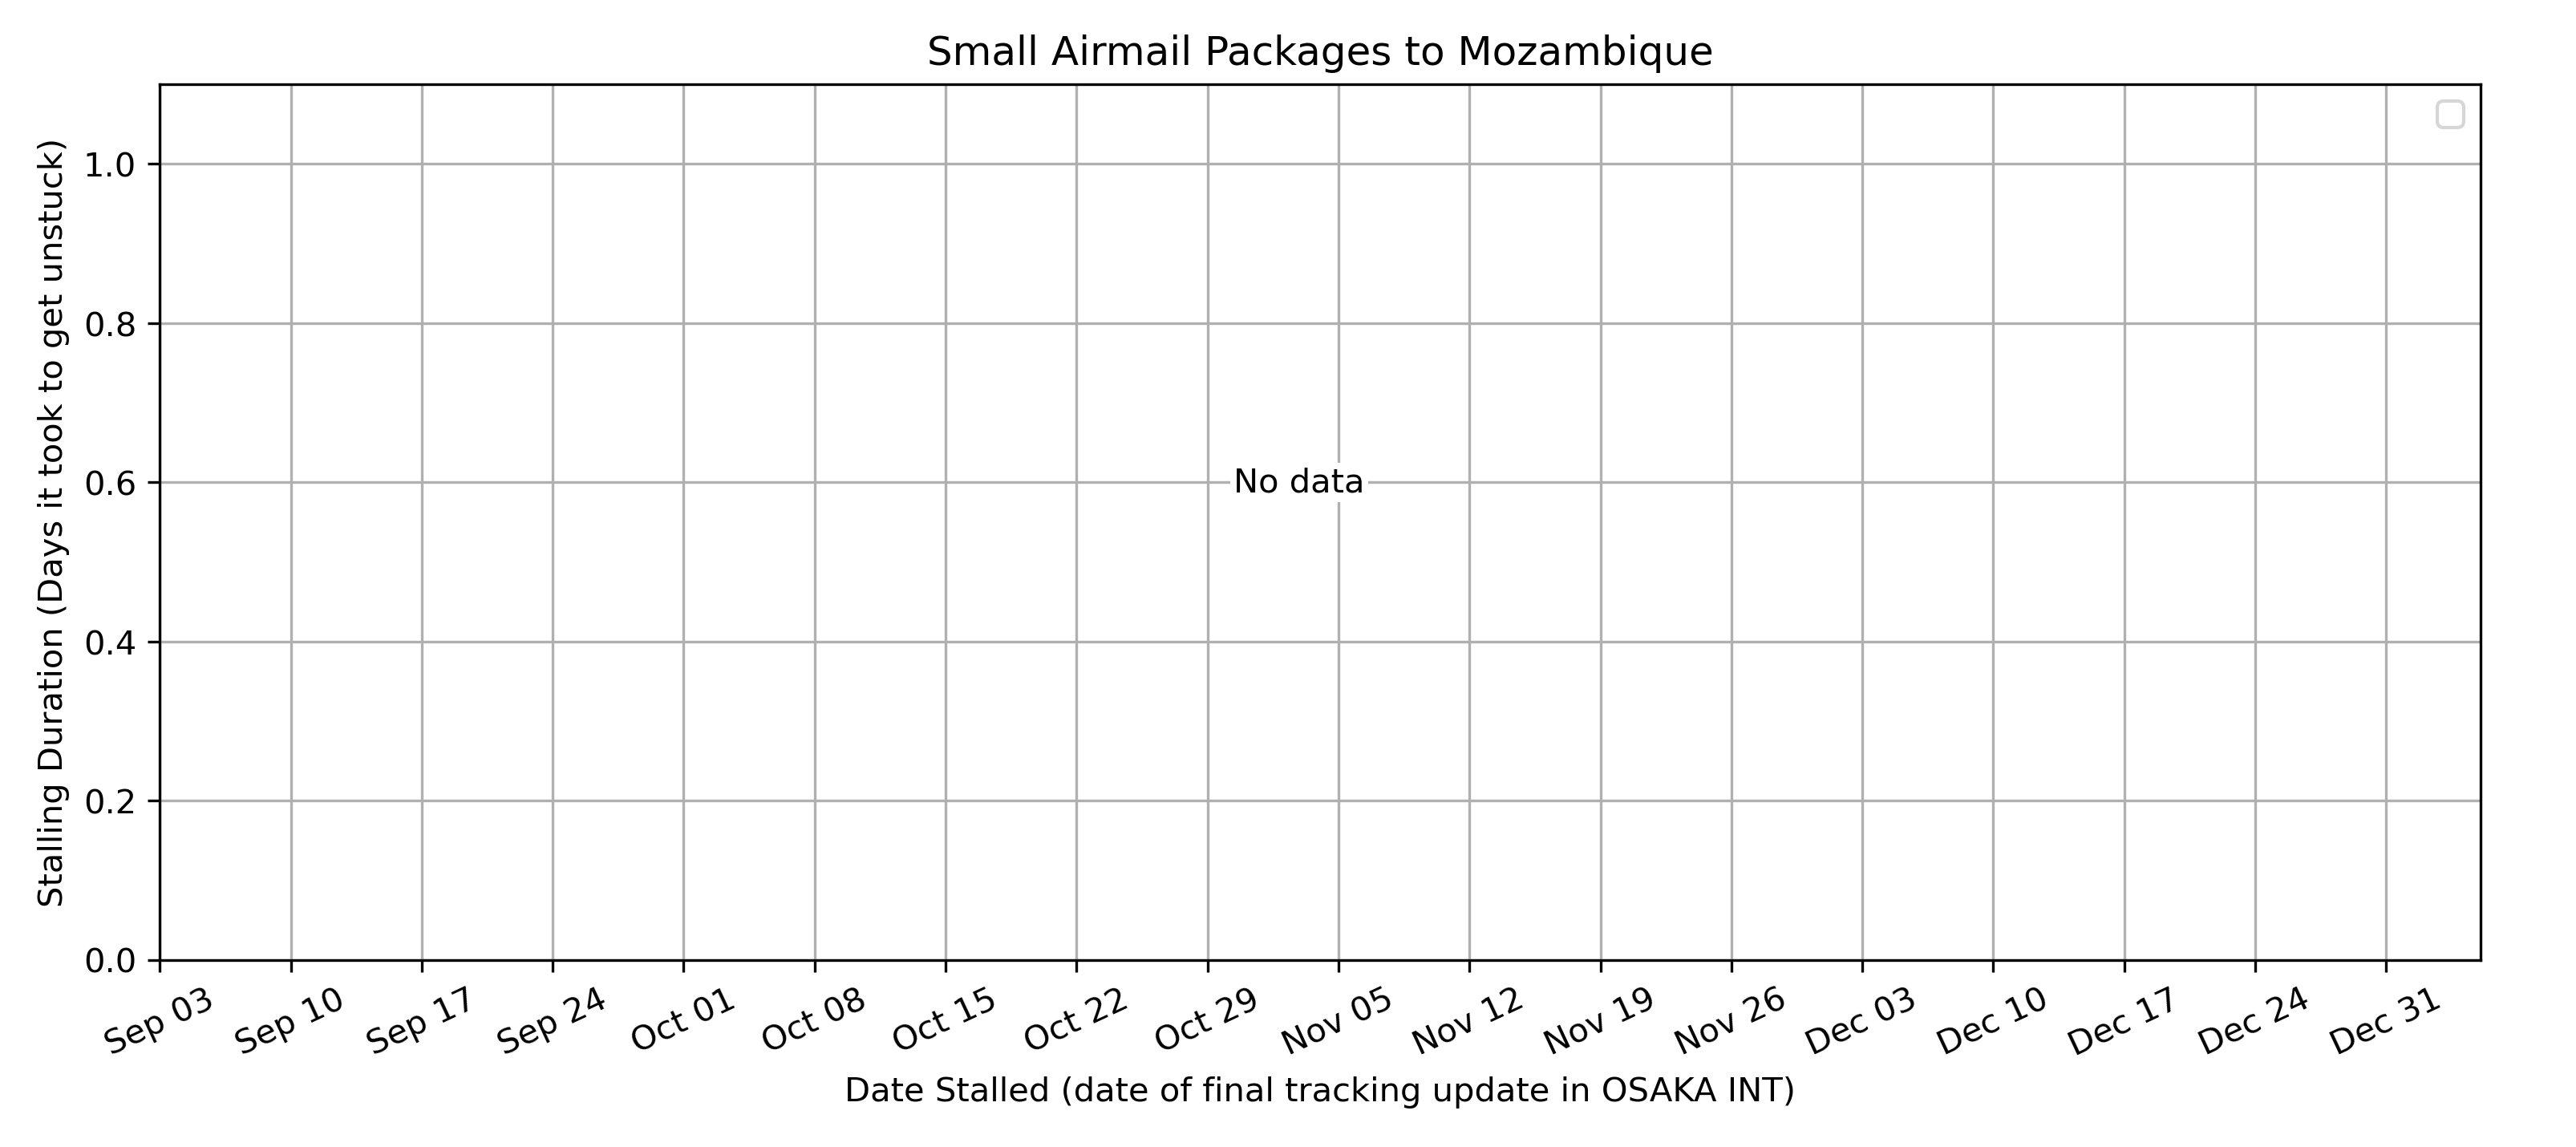 Small Airmail Packages to Mozambique
Stalling Duration (Days it took to get unstuck)
1.0
0.8
0.6
0.4
0.2
0.0
No data
Sep 03 Sep 10 Sep 17 Sep 24 Oct 01 Oct 08 Oct 15 Oct 22 Oct 29 Nov 05 Nov 12 Nov 19 Nov 26 Dec 03 Dec 10 Dec 17 Dec 24 Dec 31
Date Stalled (date of final tracking update in OSAKA INT)